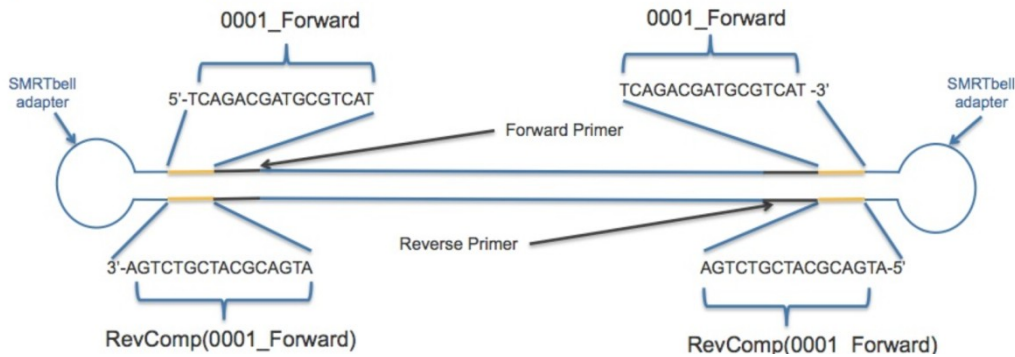 0001_Forward
0001_Forward
SMRTbell
adapter
SMRTbell
adapter
5'-TCAGACGATGCGTCAT
TCAGACGATGCGTCAT -3'
Forward Primer
Reverse Primer
3'-AGTCTGCTACGCAGTA
AGTCTGCTACGCAGTA-5'
RevComp(0001_Forward)
RevComp(0001_Forward)